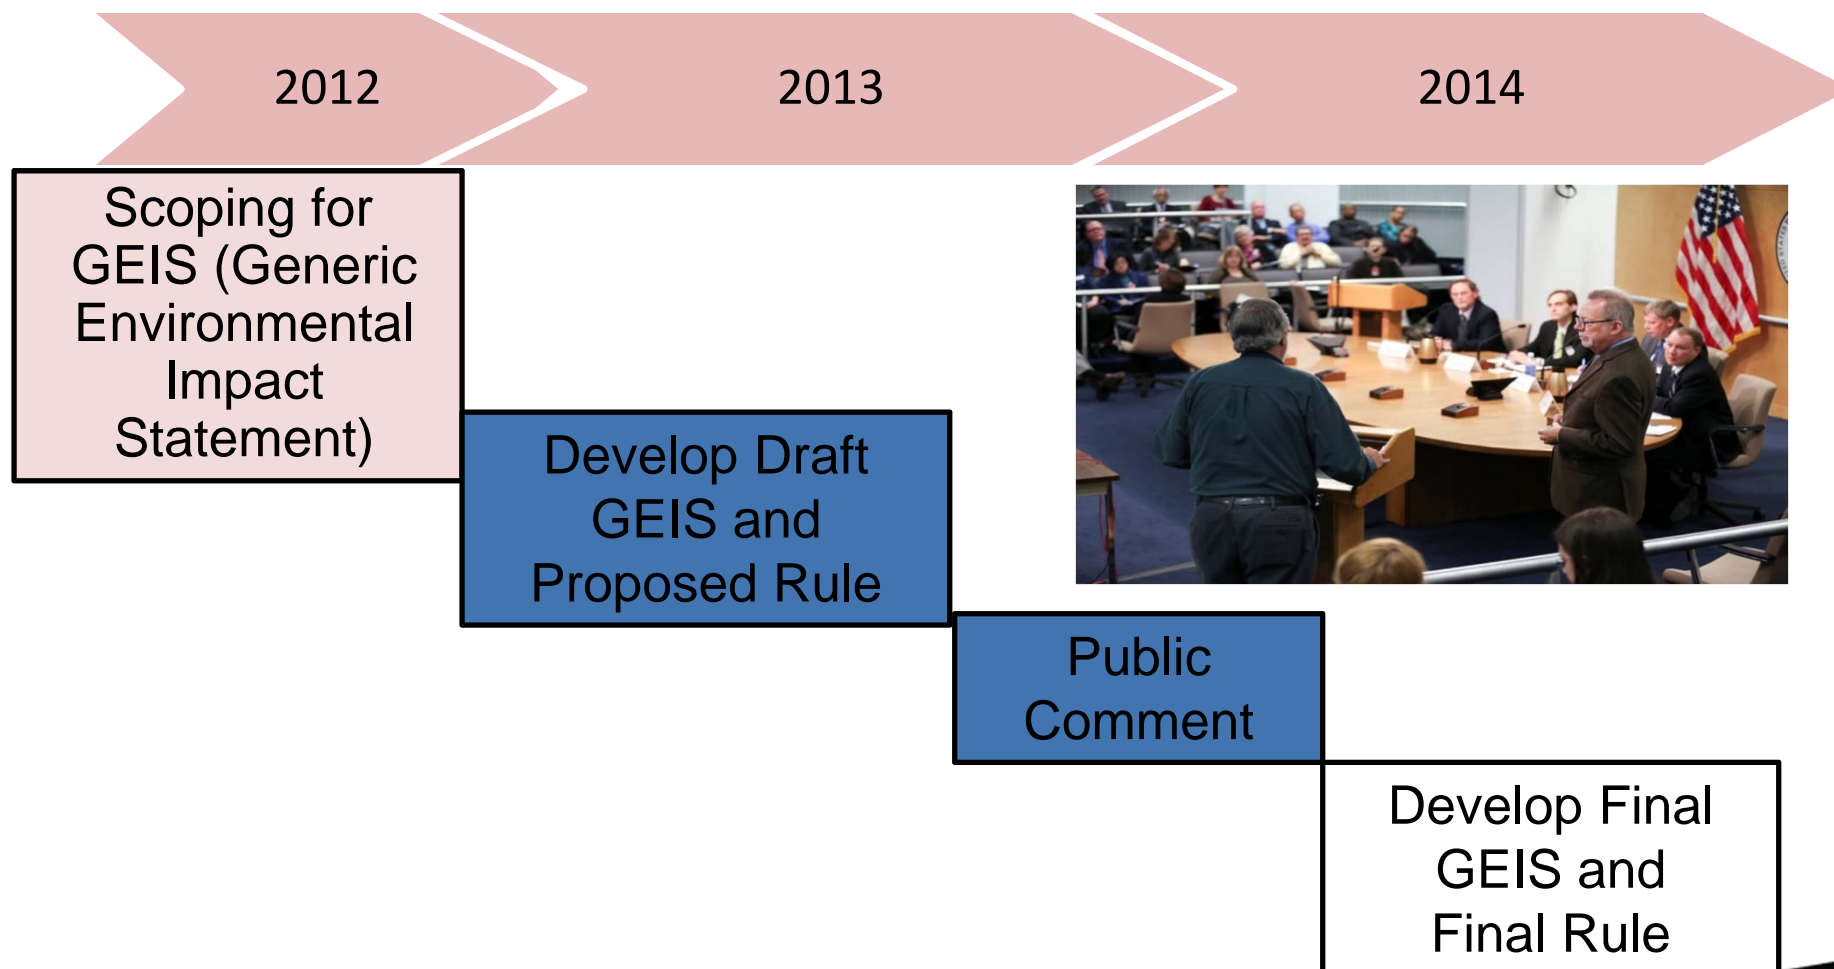 2012
2013
2014
Scoping for
GEIS (Generic
Environmental
Impact
Statement)
Develop Draft
GEIS and
Proposed Rule
Public
Comment
Develop Final
GEIS and
Final Rule